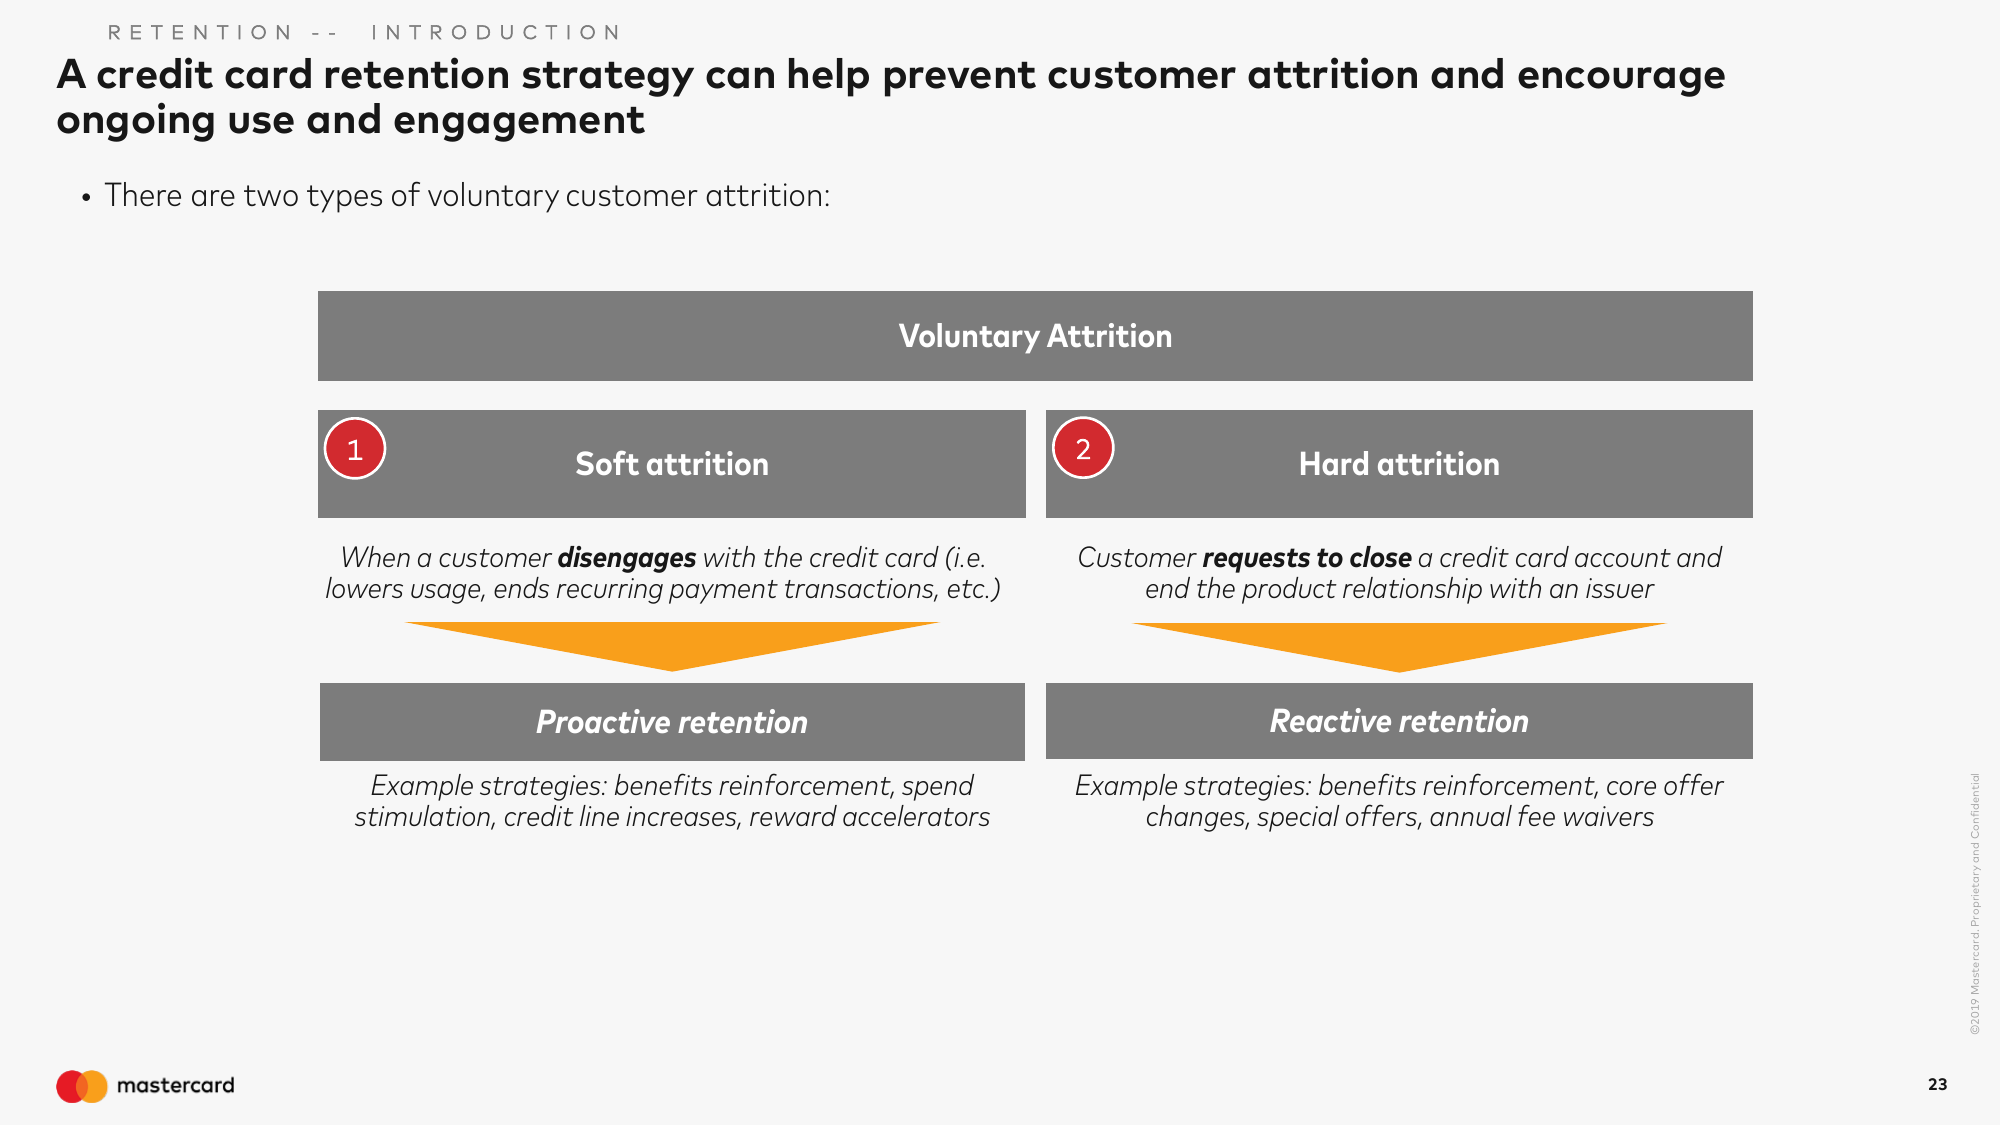 RETENTION -- INTRODUCTION
A credit card retention strategy can help prevent customer attrition and encourage
ongoing use and engagement
• There are two types of voluntary customer attrition:
Voluntary Attrition
1
Soft attrition
When a customer disengages with the credit card (i.e.
lowers usage, ends recurring payment transactions, etc.)
Proactive retention
Example strategies: benefits reinforcement, spend
stimulation, credit line increases, reward accelerators
2
Hard attrition
Customer requests to close a credit card account and
end the product relationship with an issuer
Reactive retention
Example strategies: benefits reinforcement, core offer
changes, special offers, annual fee waivers
©2019 Mastercard. Proprietary and Confidential
mastercard
23